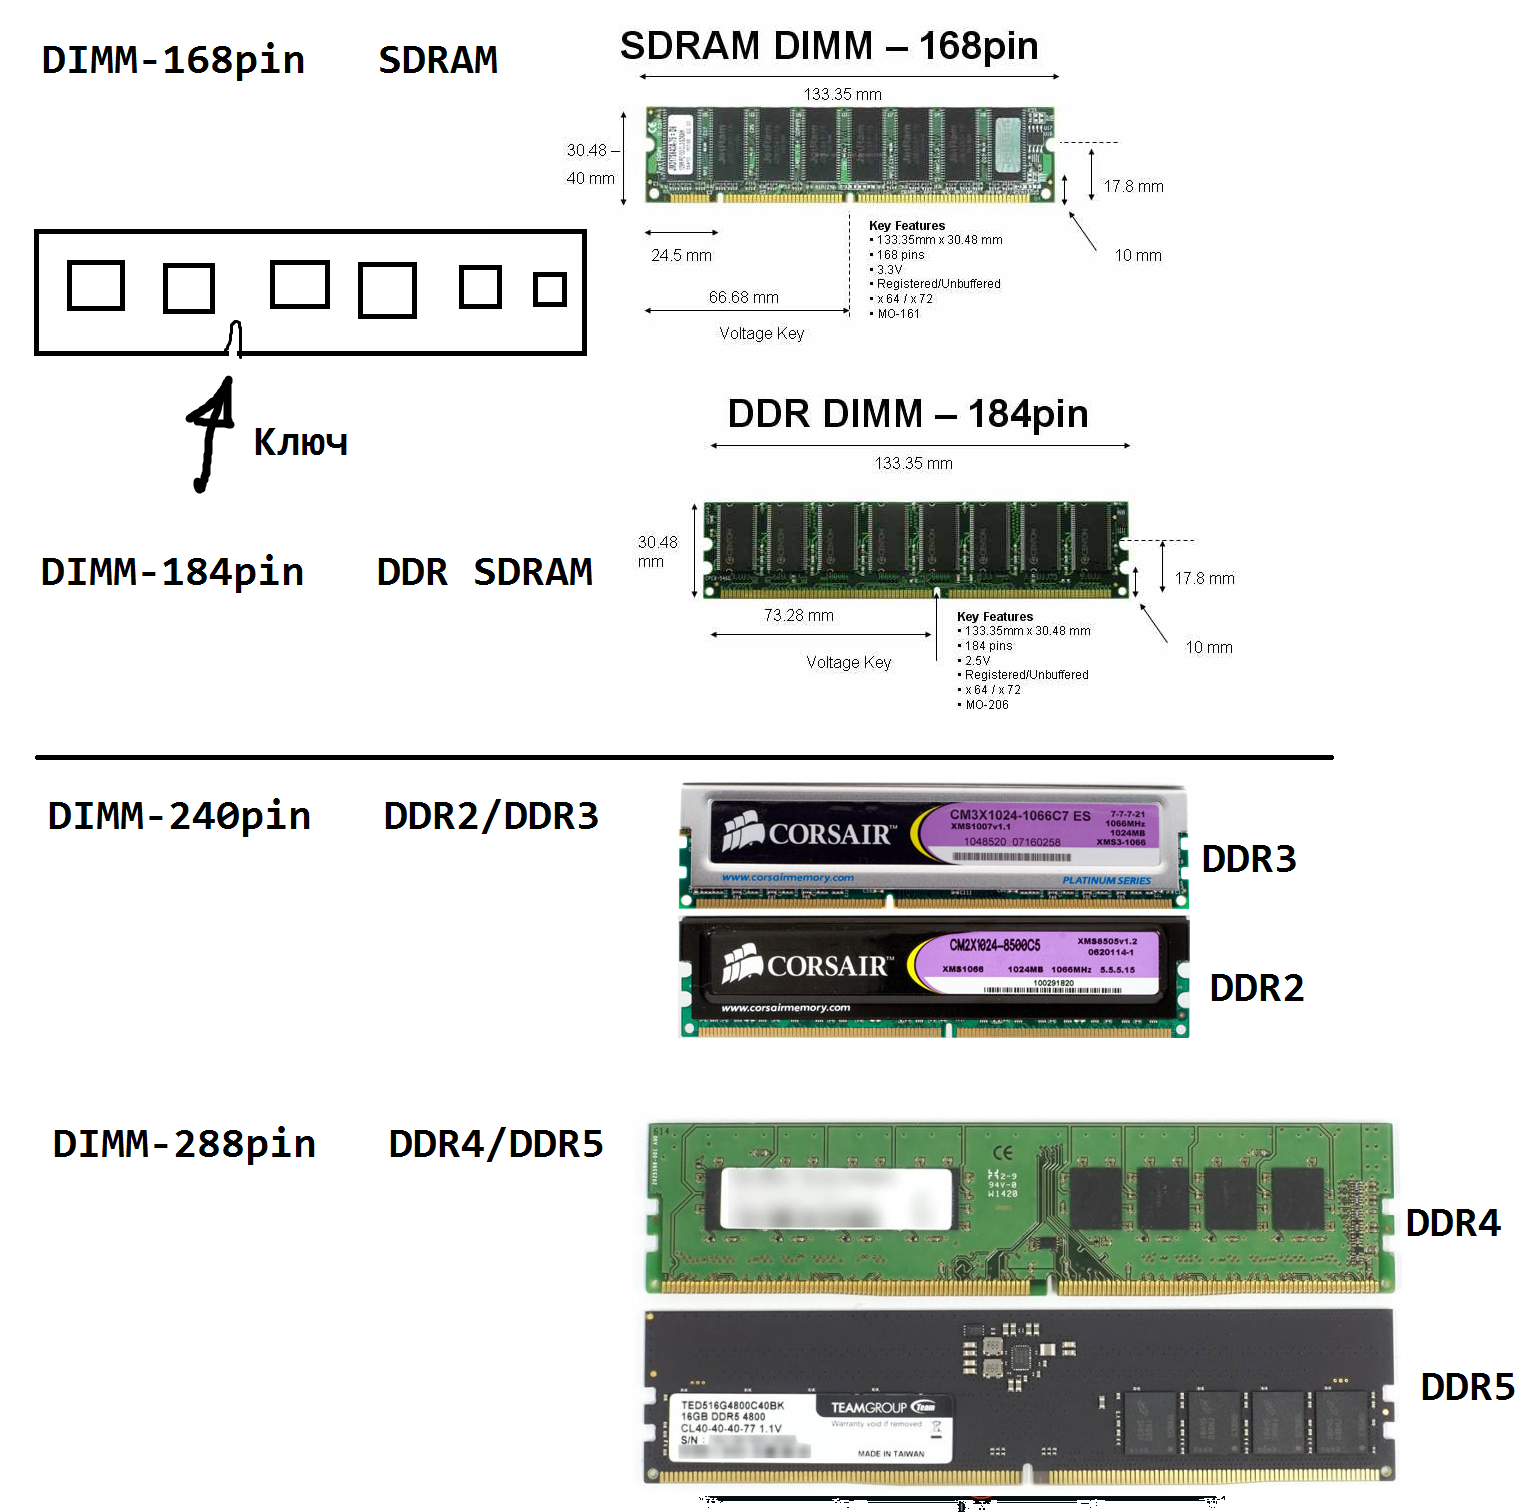 DIMM-168pin SDRAM
SDRAM DIMM – 168pin
133.35 mm
30.48 –
40 mm
17.8 mm
10 mm
24.5 mm
66.68 mm
Voltage Key
Key Features
• 133.35mm x 30.48 mm
• 168 pins
• 3.3V
• Registered/Unbuffered
• x 64 / x 72
• MO-161
Ключ
DIMM-184pin DDR SDRAM
DDR DIMM – 184pin
133.35 mm
30.48
mm
17.8 mm
10 mm
73.28 mm
Voltage Key
Key Features
• 133.35mm x 30.48 mm
• 184 pins
• 2.5V
• Registered/Unbuffered
• x 64 / x 72
• MO-206
DIMM-240pin DDR2/DDR3
CORSAIR™
CM3X1024-1066C7 ES
XMS1007v1.1
1048520 07160258
7-7-7-21
1066MHz
1024MB
XMS3-1066
www.corsairmemory.com
PLATINUM SERIES
DDR3
CORSAIR™
CM2X1024-8500C5
XMS8505v1.2
0620114-1
XMS1066 1024MB 1066MHz 5.5.5.15
100291820
www.corsairmemory.com
DDR2
DIMM-288pin DDR4/DDR5
614
CE
94V-0
W1420
DDR4
TED516G4800C40BK
16GB DDR5 4800
CL40-40-40-77 1.1V
S/N :
TEAMGROUP Team
Warranty void if removed
MADE IN TAIWAN
DDR5